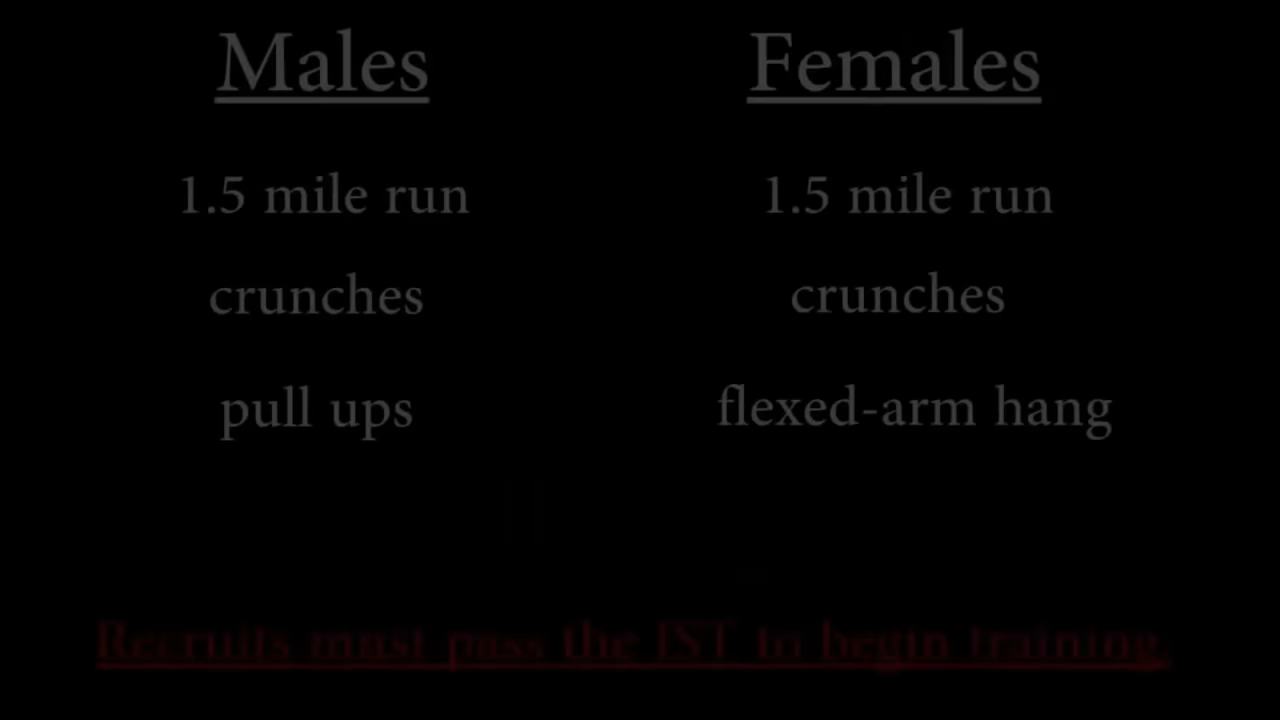 Males
Females
1.5 mile run
1.5 mile run
crunches
crunches
pull ups
flexed-arm hang
Recruits must pass the IST to begin training.